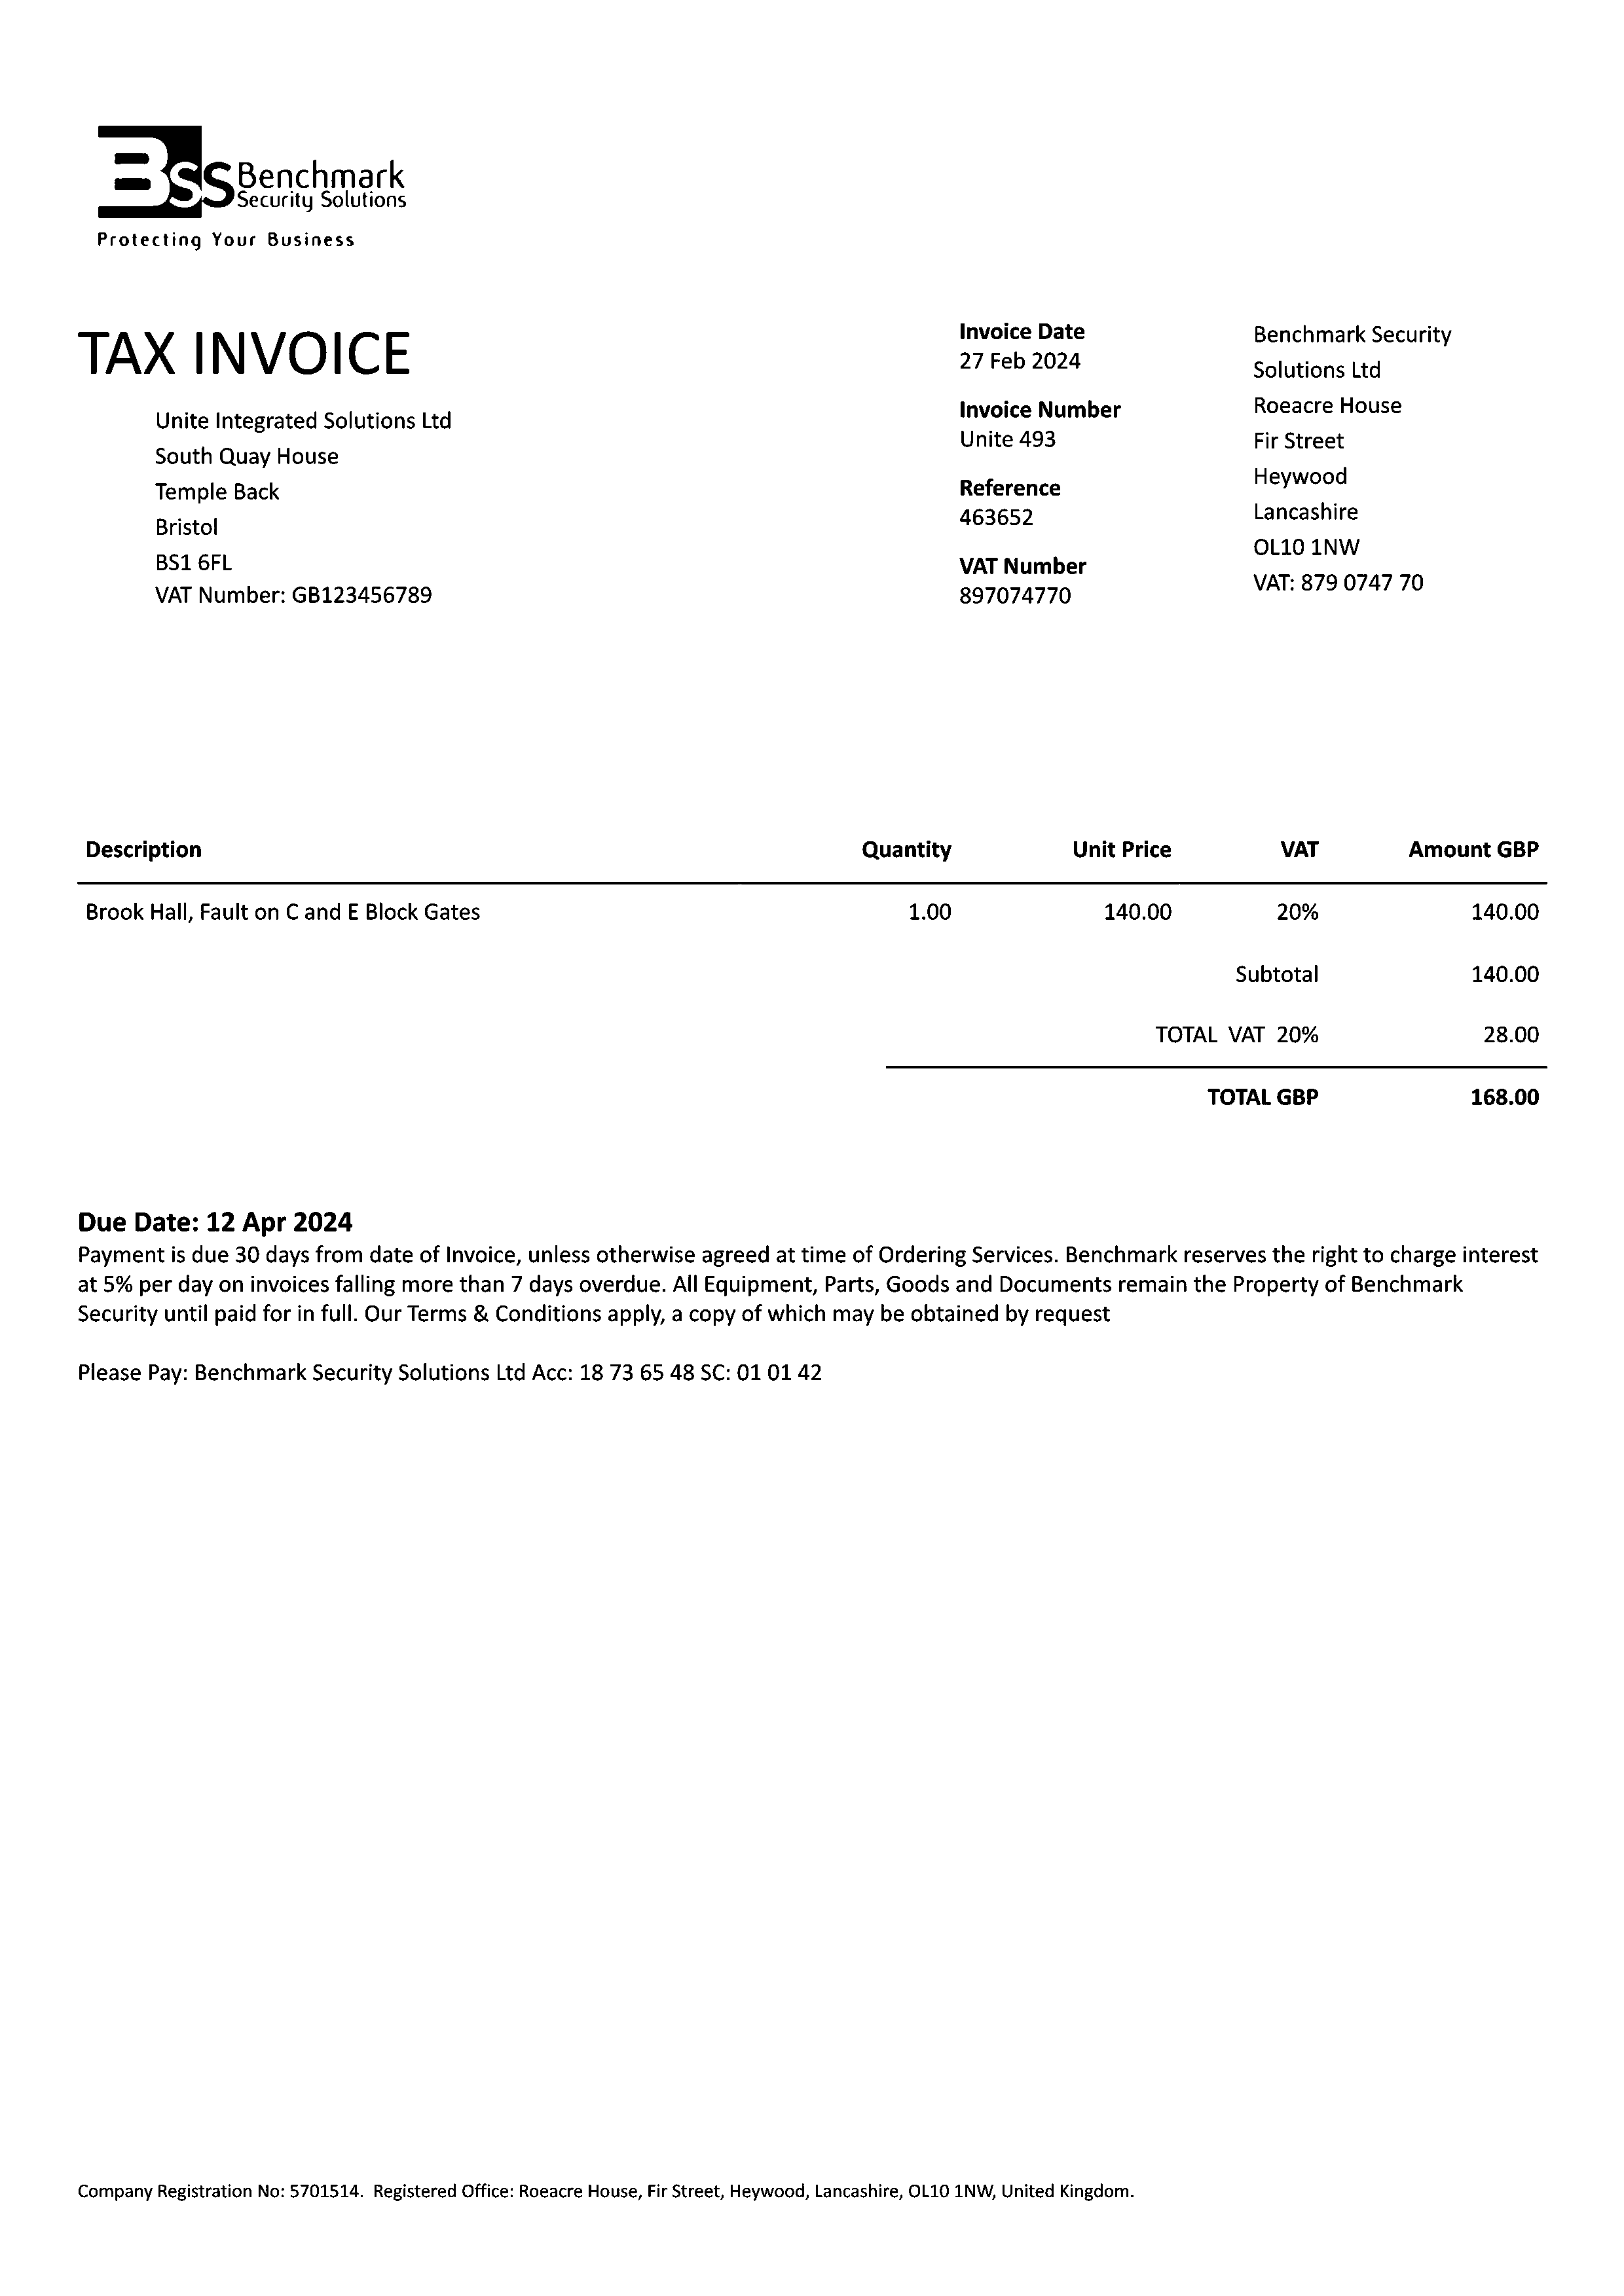 Bss Benchmark
Security Solutions
Protecting Your Business
TAX INVOICE
Unite Integrated Solutions Ltd
South Quay House
Temple Back
Bristol
BS1 6FL
VAT Number: GB123456789
Invoice Date
27 Feb 2024
Invoice Number
Unite 493
Reference
463652
VAT Number
897074770
Benchmark Security
Solutions Ltd
Roeacre House
Fir Street
Heywood
Lancashire
OL10 1NW
VAT: 879 0747 70
Description Quantity Unit Price VAT Amount GBP
Brook Hall, Fault on C and E Block Gates 1.00 140.00 20% 140.00
Subtotal 140.00
TOTAL VAT 20% 28.00
TOTAL GBP 168.00
Due Date: 12 Apr 2024
Payment is due 30 days from date of Invoice, unless otherwise agreed at time of Ordering Services. Benchmark reserves the right to charge interest
at 5% per day on invoices falling more than 7 days overdue. All Equipment, Parts, Goods and Documents remain the Property of Benchmark
Security until paid for in full. Our Terms & Conditions apply, a copy of which may be obtained by request
Please Pay: Benchmark Security Solutions Ltd Acc: 18 73 65 48 SC: 01 01 42
Company Registration No: 5701514. Registered Office: Roeacre House, Fir Street, Heywood, Lancashire, OL10 1NW, United Kingdom.